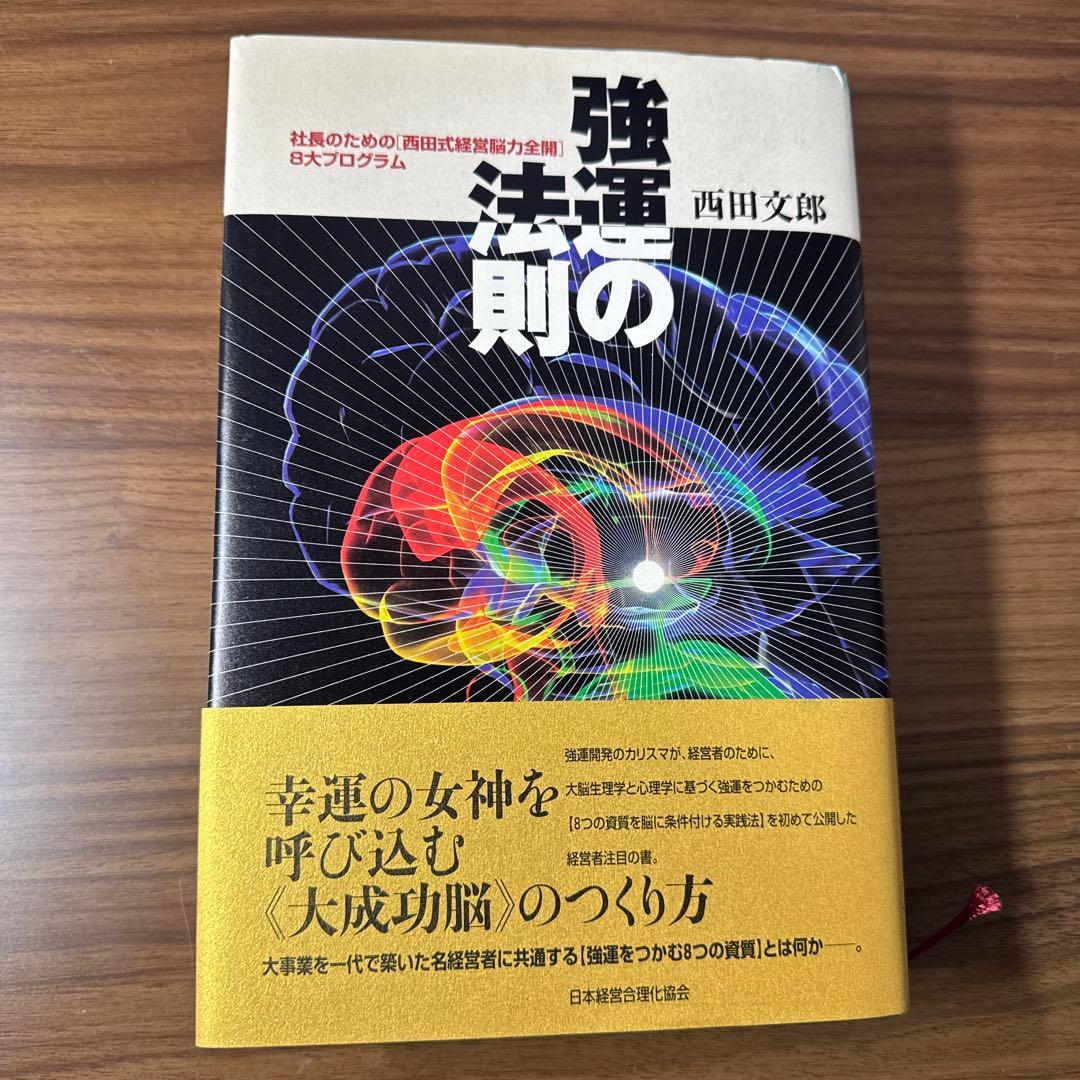 強運の
法則
社長のための[西田式経営脳力全開]
8大プログラム
西田文郎
幸運の女神を
呼び込む
《大成功脳》のつくり方
強運開発のカリスマが、経営者のために、
大脳生理学と心理学に基づく強運をつかむための
【8つの資質を脳に条件付ける実践法】を初めて公開した
経営者注目の書。
大事業を一代で築いた名経営者に共通する【強運をつかむ8つの資質】とは何か──。
日本経営合理化協会